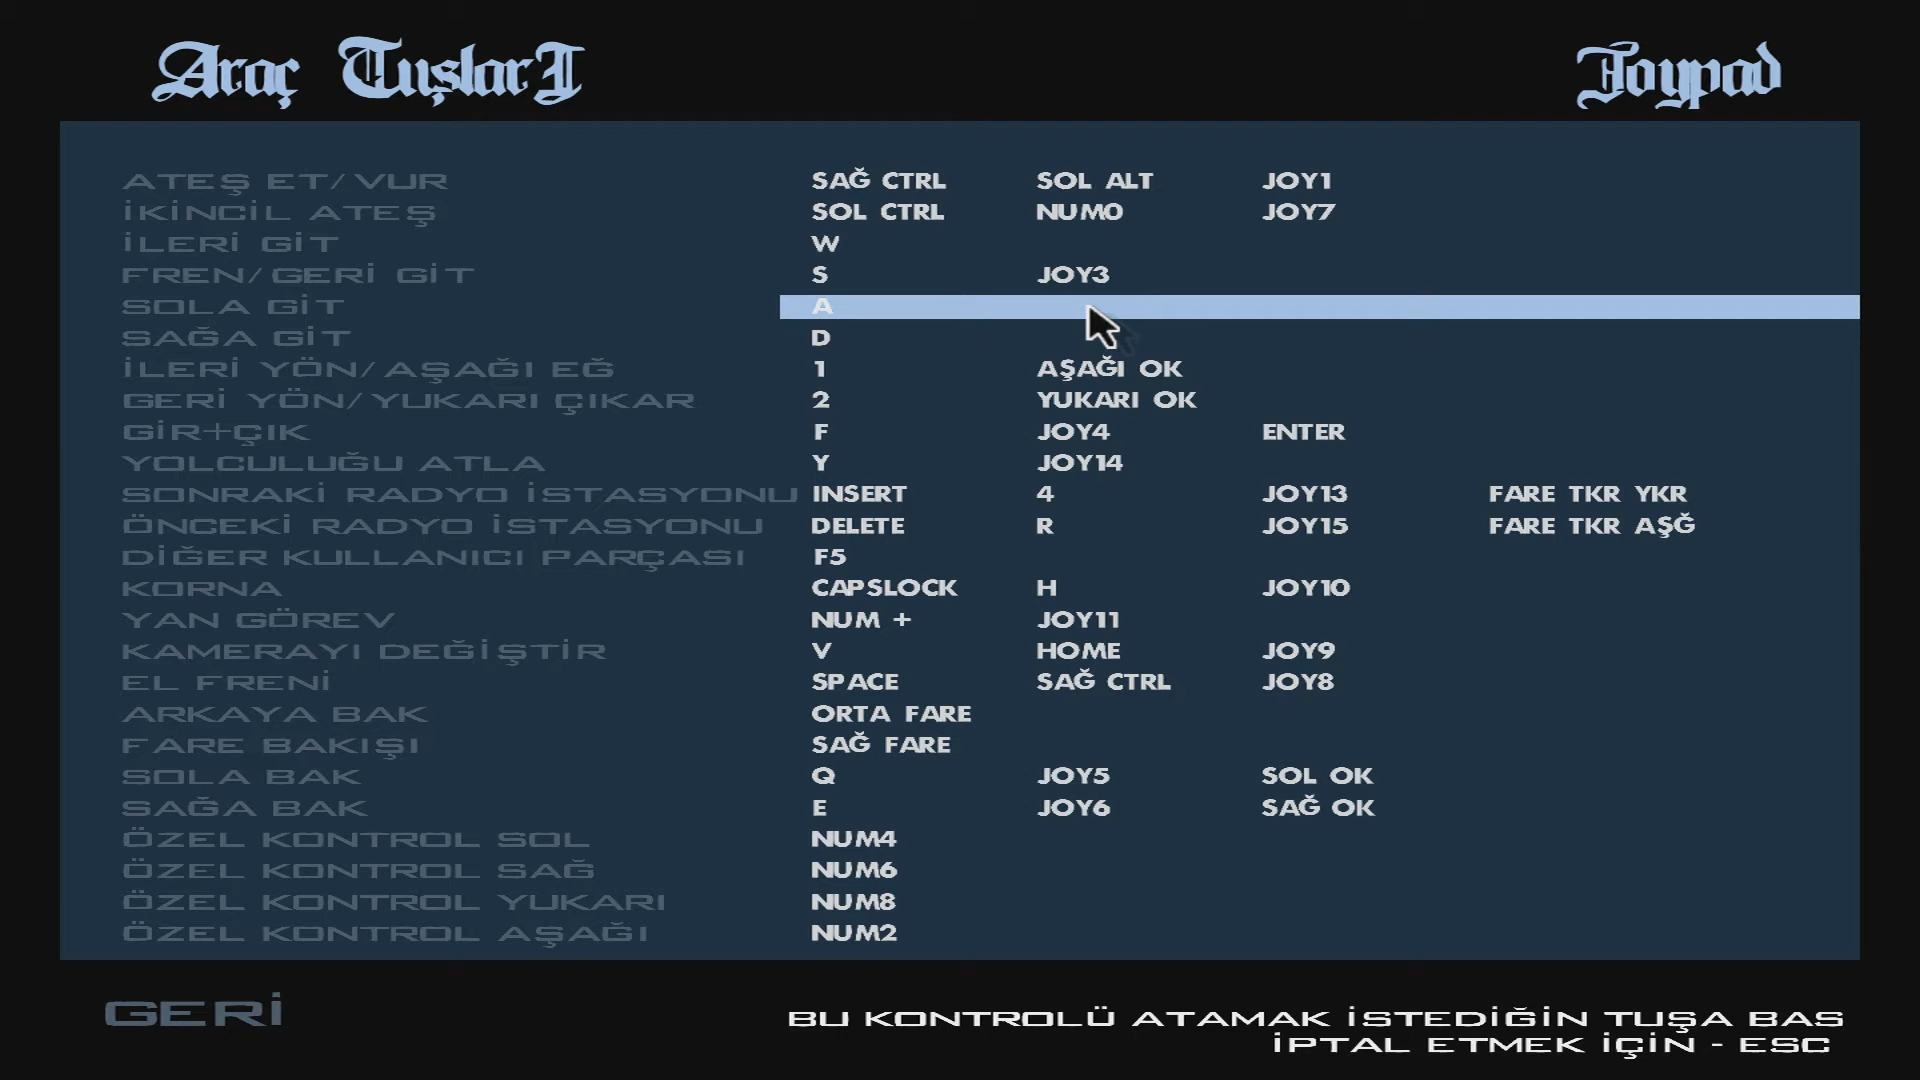 Araç TuşlarI Joypad
ATEŞ ET/VUR SAĞ CTRL SOL ALT JOY1
İKİNCİL ATEŞ SOL CTRL NUM0 JOY7
İLERİ GİT W
FREN/GERİ GİT S JOY3
SOLA GİT A
SAĞA GİT D
İLERİ YÖN/AŞAĞI EĞ 1 AŞAĞI OK
GERİ YÖN/YUKARI ÇIKAR 2 YUKARI OK
GİR+ÇIK F JOY4 ENTER
YOLCULUĞU ATLA Y JOY14
SONRAKİ RADYO İSTASYONU INSERT 4 JOY13 FARE TKR YKR
ÖNCEKİ RADYO İSTASYONU DELETE R JOY15 FARE TKR AŞĞ
DİĞER KULLANICI PARÇASI F5
KORNA CAPSLOCK H JOY10
YAN GÖREV NUM + JOY11
KAMERAYI DEĞİŞTİR V HOME JOY9
EL FRENİ SPACE SAĞ CTRL JOY8
ARKAYA BAK ORTA FARE
FARE BAKIŞI SAĞ FARE
SOLA BAK Q JOY5 SOL OK
SAĞA BAK E JOY6 SAĞ OK
ÖZEL KONTROL SOL NUM4
ÖZEL KONTROL SAĞ NUM6
ÖZEL KONTROL YUKARI NUM8
ÖZEL KONTROL AŞAĞI NUM2
GERİ BU KONTROLÜ ATAMAK İSTEDİĞİN TUŞA BAS
İPTAL ETMEK İÇİN - ESC